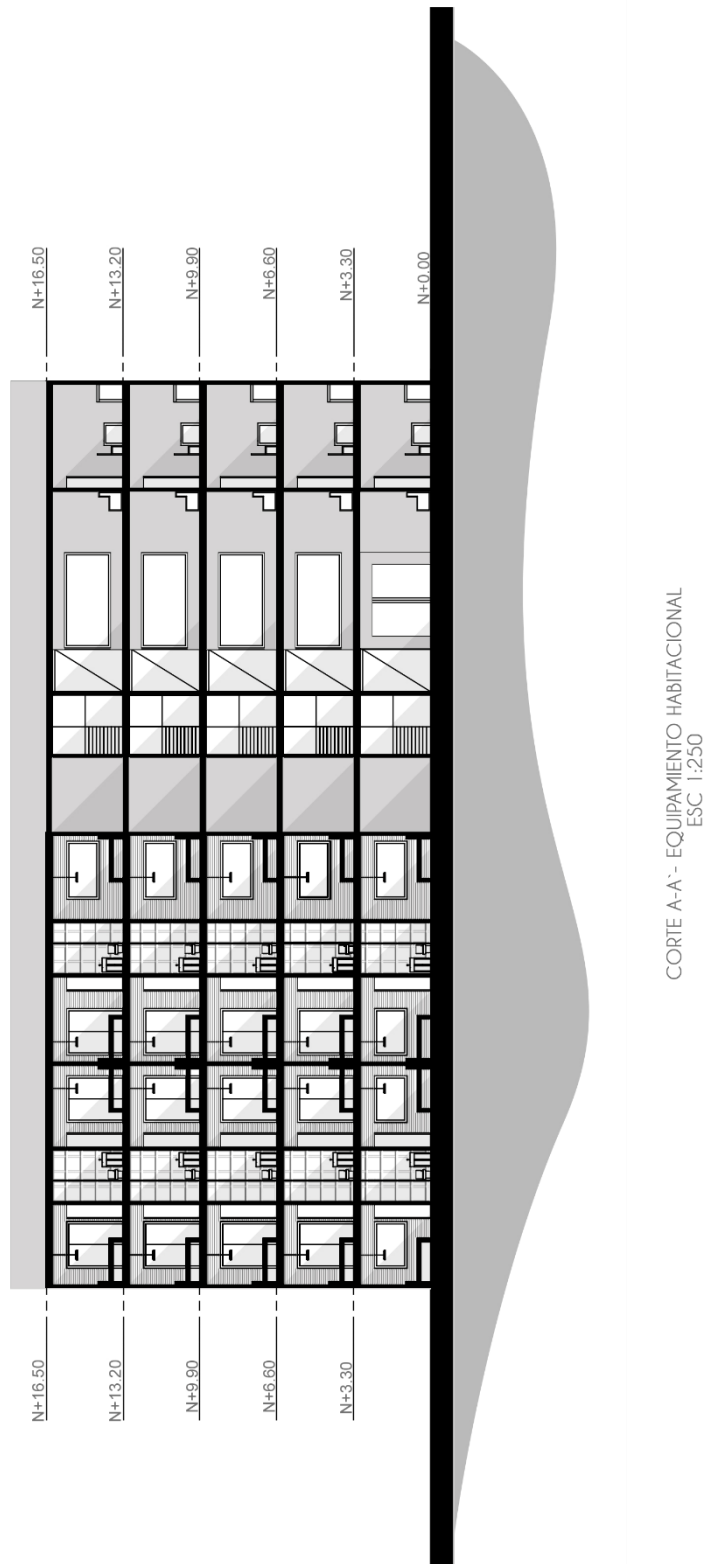 N+16.50
N+13.20
N+9.90
N+6.60
N+3.30
N+16.50
N+13.20
N+9.90
N+6.60
N+3.30
N+0.00
CORTE A-A`- EQUIPAMIENTO HABITACIONAL
ESC 1:250